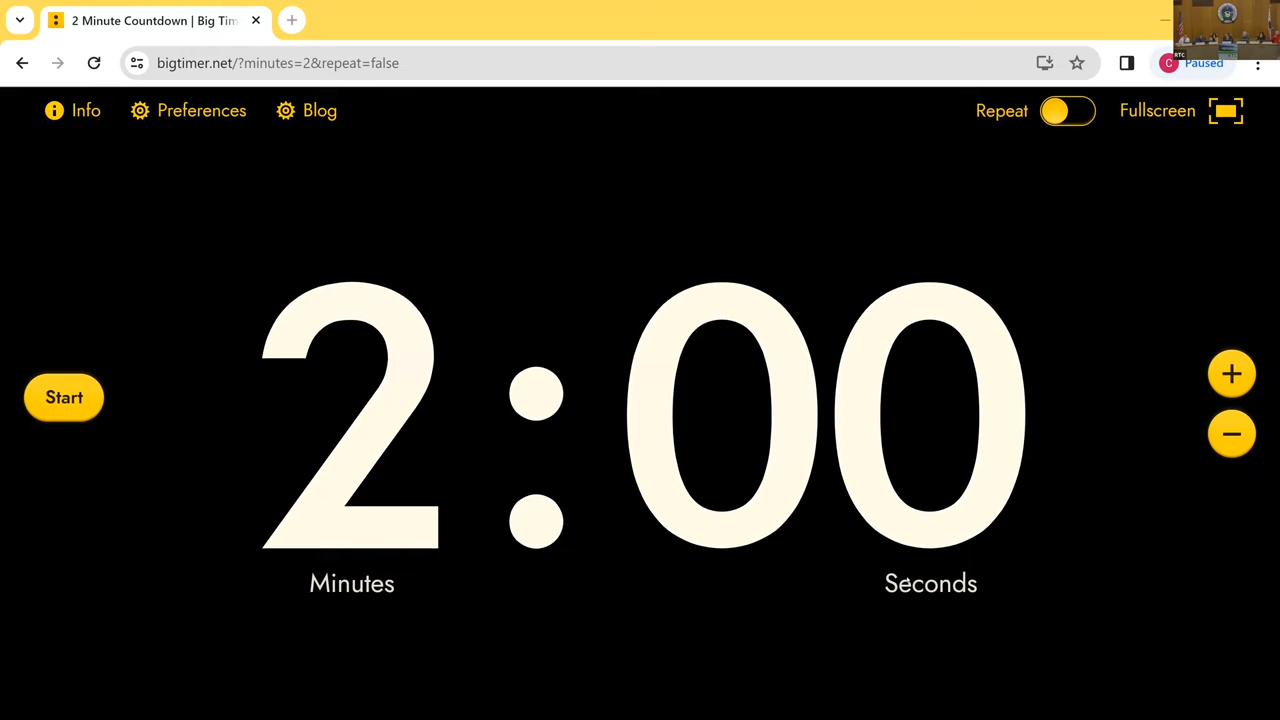 2 Minute Countdown | Big Tim
bigtimer.net/?minutes=2&repeat=false
C Paused
RTC
Info Preferences Blog Repeat Fullscreen
Start
2:00
Minutes Seconds